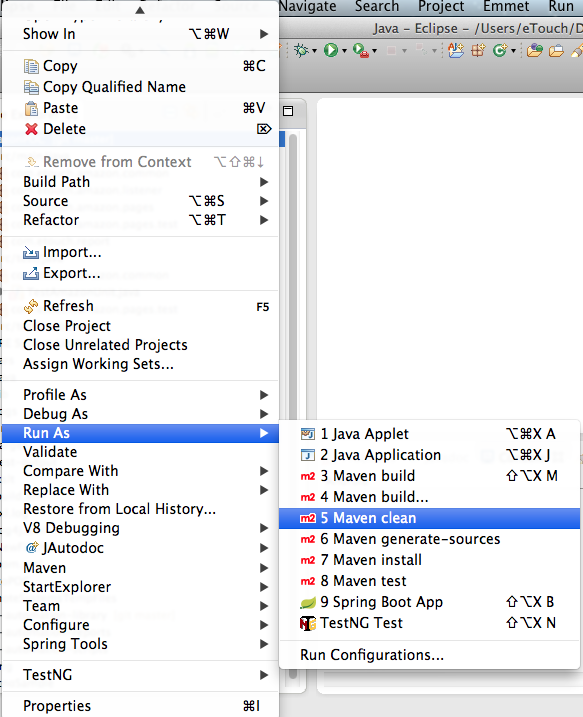 Navigate Search Project Emmet Run
Java – Eclipse – /Users/eTouch/D
Show In ⌥⌘W ▶
Copy ⌘C
Copy Qualified Name
Paste ⌘V
Delete ⌦
Remove from Context ⌥⇧⌘↓
Build Path ▶
Source ⌥⌘S ▶
Refactor ⌥⌘T ▶
Import...
Export...
Refresh F5
Close Project
Close Unrelated Projects
Assign Working Sets...
Profile As ▶
Debug As ▶
Run As ▶
Validate
Compare With ▶
Replace With ▶
Restore from Local History...
V8 Debugging ▶
@ JAutodoc ▶
Maven ▶
StartExplorer ▶
Team ▶
Configure ▶
Spring Tools ▶
TestNG ▶
Properties ⌘I
1 Java Applet ⌥⌘X A
2 Java Application ⌥⌘X J
m2 3 Maven build ⇧⌥X M
m2 4 Maven build...
m2 5 Maven clean
m2 6 Maven generate-sources
m2 7 Maven install
m2 8 Maven test
9 Spring Boot App ⇧⌥X B
TestNG Test ⇧⌥X N
Run Configurations...